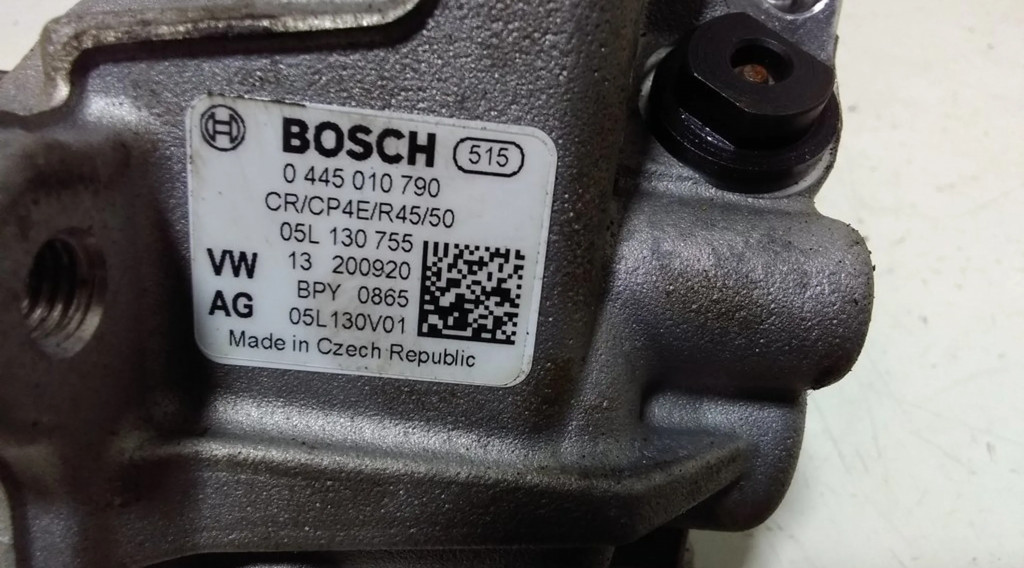 BOSCH 515
0 445 010 790
CR/CP4E/R45/50
05L 130 755
VW 13 200920
BPY 0865
AG 05L130V01
Made in Czech Republic